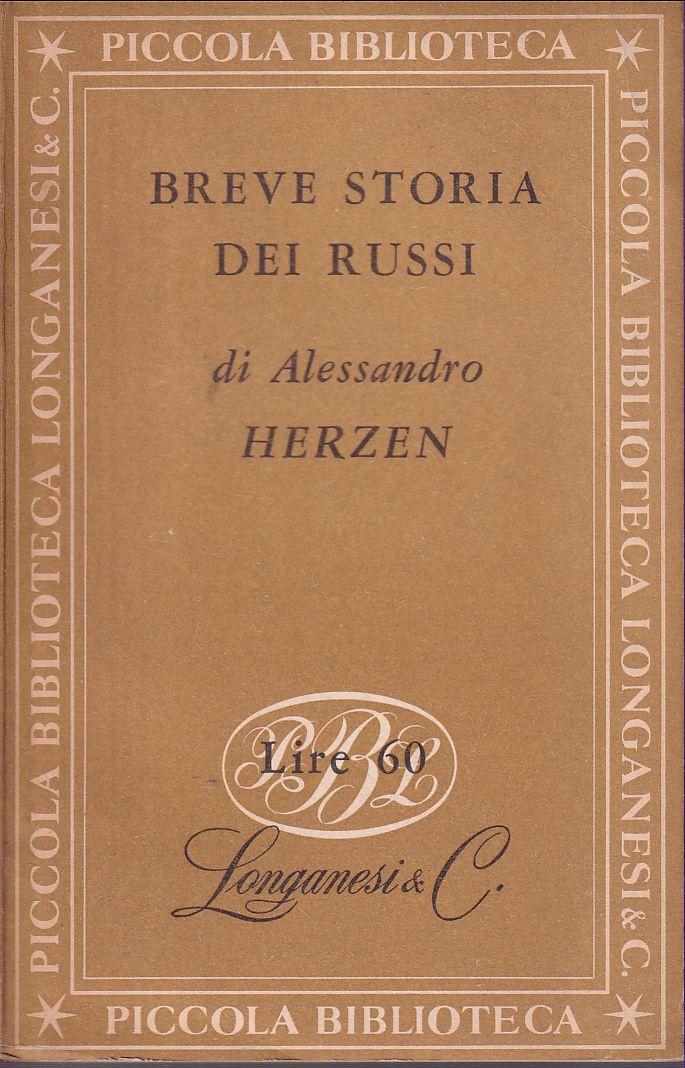 PICCOLA BIBLIOTECA
PICCOLA BIBLIOTECA LONGANESI & C.
PICCOLA BIBLIOTECA LONGANESI & C.
BREVE STORIA
DEI RUSSI
di Alessandro
HERZEN
PBL
Lire 60
Longanesi & C.
PICCOLA BIBLIOTECA